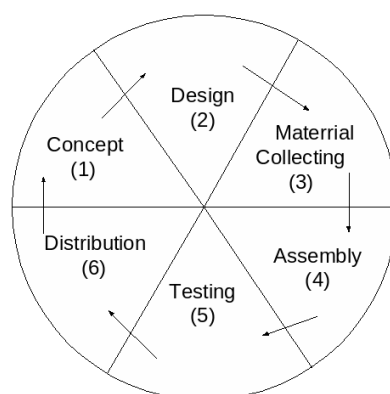 Concept
(1)
Design
(2)
Materrial
Collecting
(3)
Assembly
(4)
Testing
(5)
Distribution
(6)